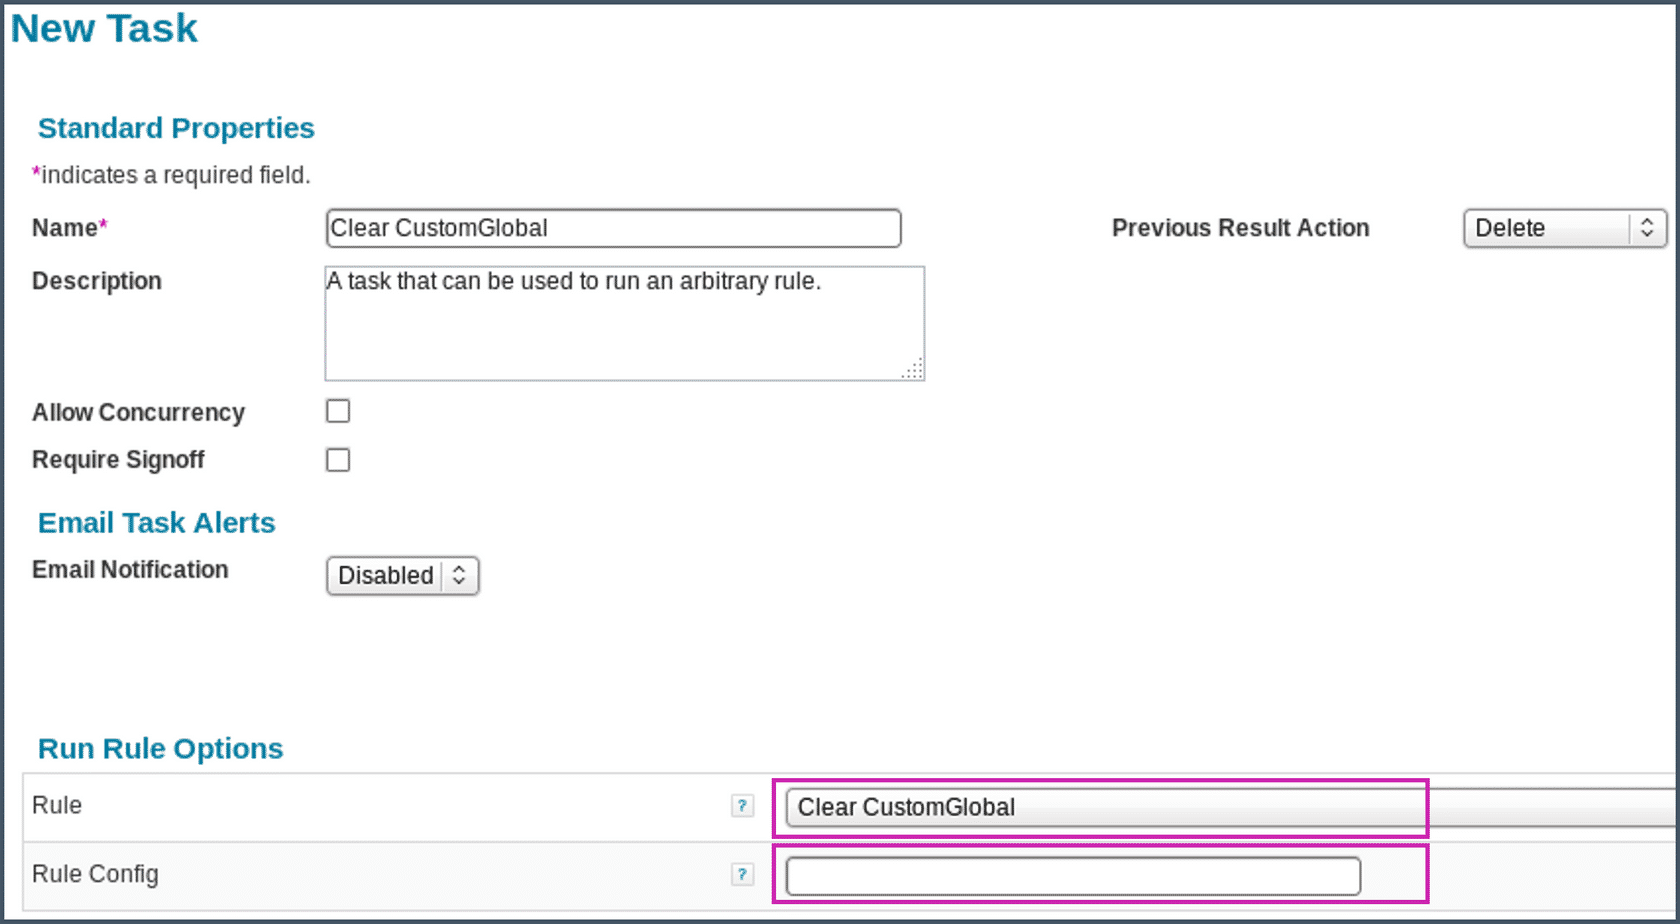 New Task
Standard Properties
*indicates a required field.
Name* Clear CustomGlobal Previous Result Action Delete
Description A task that can be used to run an arbitrary rule.
Allow Concurrency
Require Signoff
Email Task Alerts
Email Notification Disabled
Run Rule Options
Rule ? Clear CustomGlobal
Rule Config ?